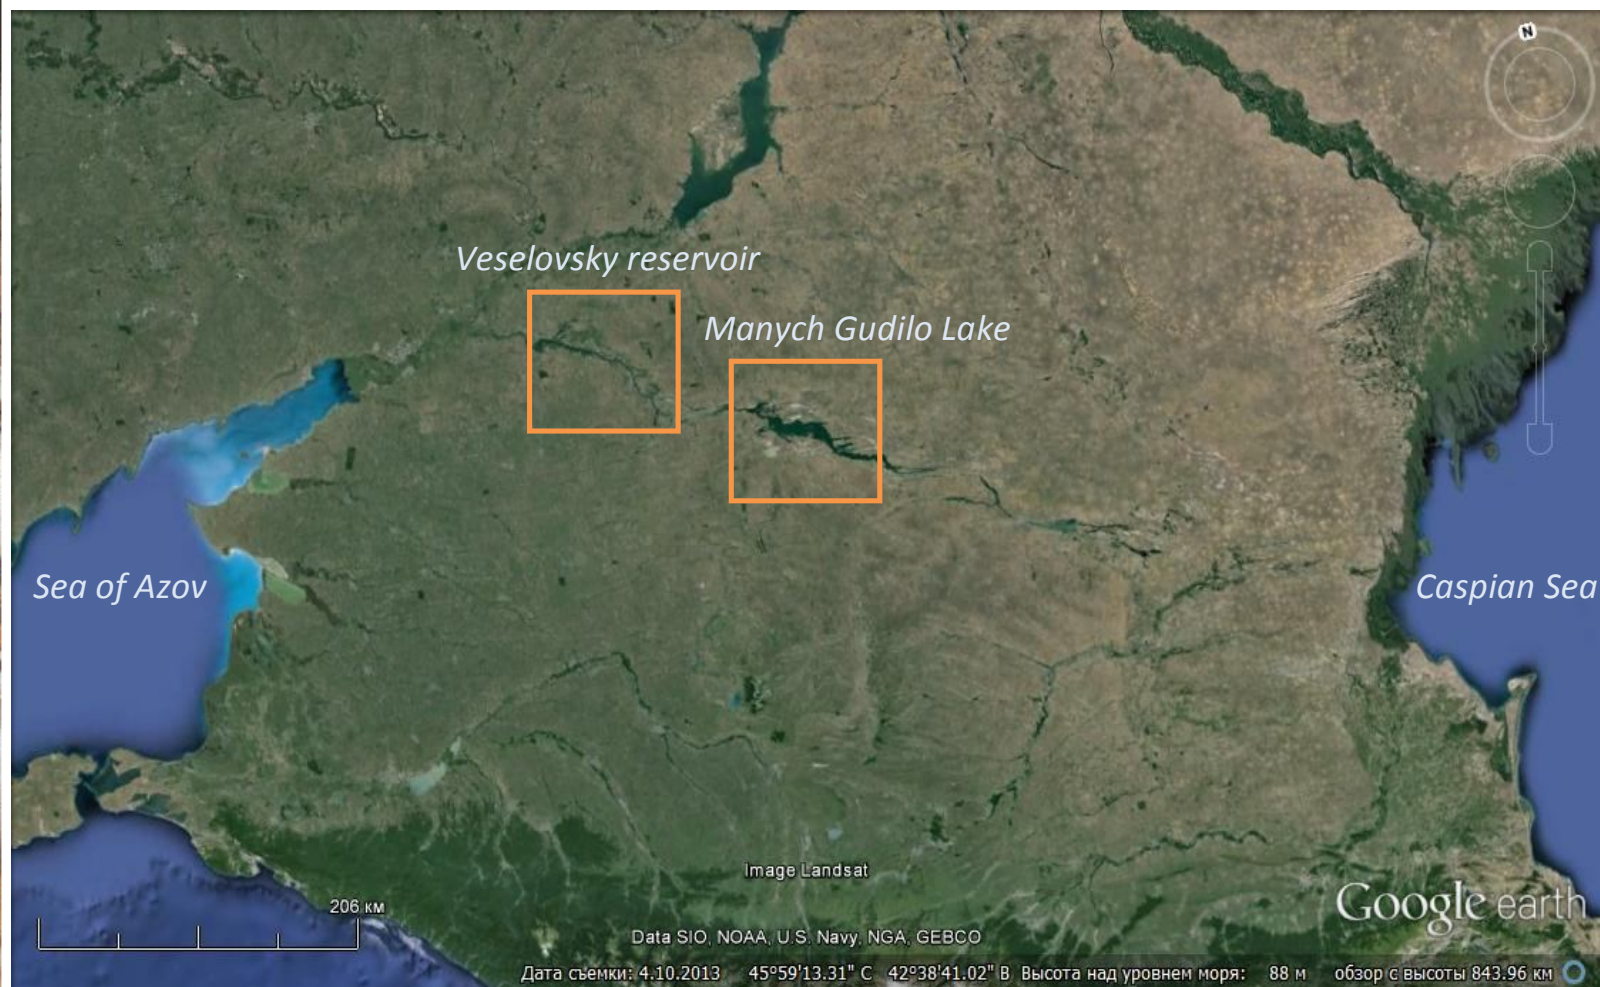 N
Veselovsky reservoir
Manych Gudilo Lake
Sea of Azov
Caspian Sea
Image Landsat
Google earth
206 км
Data SIO, NOAA, U.S. Navy, NGA, GEBCO
Дата съемки: 4.10.2013 45°59'13.31" С 42°38'41.02" В Высота над уровнем моря: 88 м обзор с высоты 843.96 км